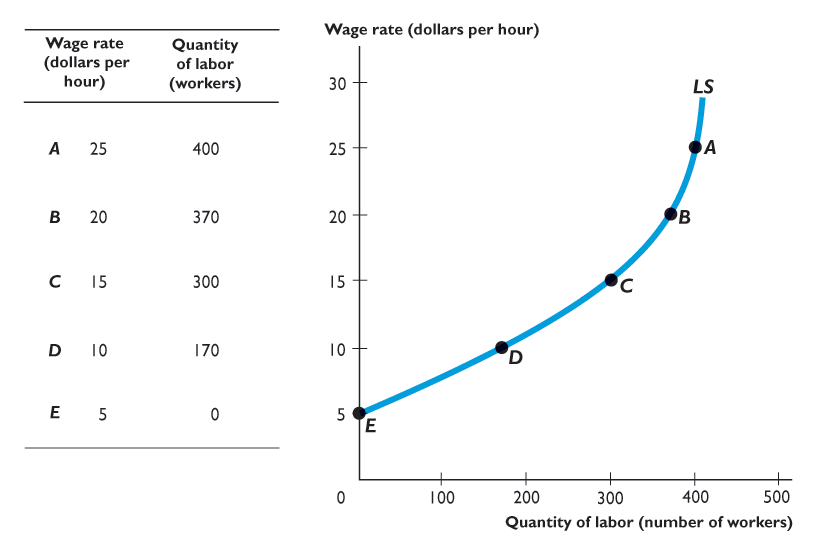 Wage rate (dollars per hour)
Quantity of labor (workers)
A 25 400
B 20 370
C 15 300
D 10 170
E 5 0
Wage rate (dollars per hour)
30
25
20
15
10
5
0
100 200 300 400 500
LS
A
B
C
D
E
Quantity of labor (number of workers)